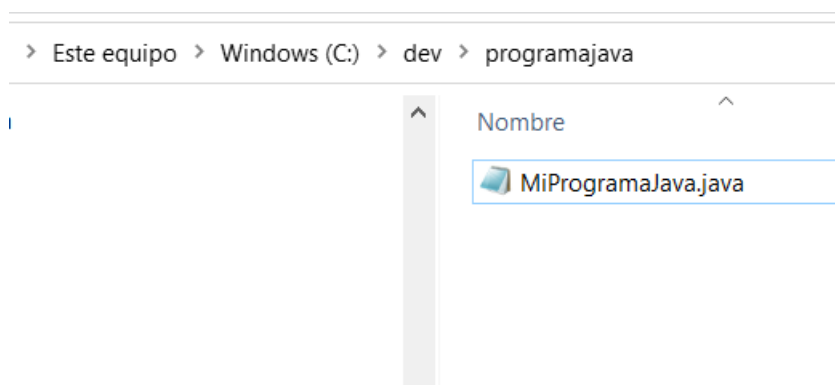 > Este equipo > Windows (C:) > dev > programajava
Nombre
MiProgramaJava.java